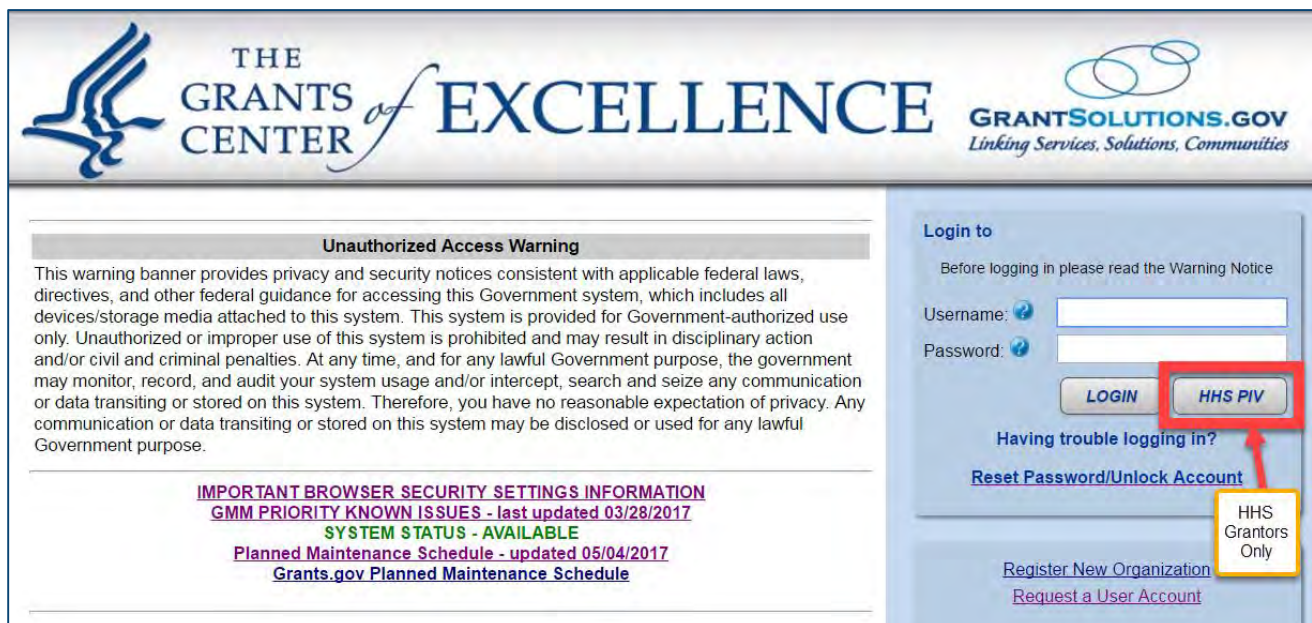 THE
GRANTS of EXCELLENCE
CENTER
GRANTSOLUTIONS.GOV
Linking Services, Solutions, Communities
Unauthorized Access Warning
This warning banner provides privacy and security notices consistent with applicable federal laws,
directives, and other federal guidance for accessing this Government system, which includes all
devices/storage media attached to this system. This system is provided for Government-authorized use
only. Unauthorized or improper use of this system is prohibited and may result in disciplinary action
and/or civil and criminal penalties. At any time, and for any lawful Government purpose, the government
may monitor, record, and audit your system usage and/or intercept, search and seize any communication
or data transiting or stored on this system. Therefore, you have no reasonable expectation of privacy. Any
communication or data transiting or stored on this system may be disclosed or used for any lawful
Government purpose.
IMPORTANT BROWSER SECURITY SETTINGS INFORMATION
GMM PRIORITY KNOWN ISSUES - last updated 03/28/2017
SYSTEM STATUS - AVAILABLE
Planned Maintenance Schedule - updated 05/04/2017
Grants.gov Planned Maintenance Schedule
Login to
Before logging in please read the Warning Notice
Username: ?
Password: ?
LOGIN HHS PIV
Having trouble logging in?
Reset Password/Unlock Account
HHS
Grantors
Only
Register New Organization
Request a User Account